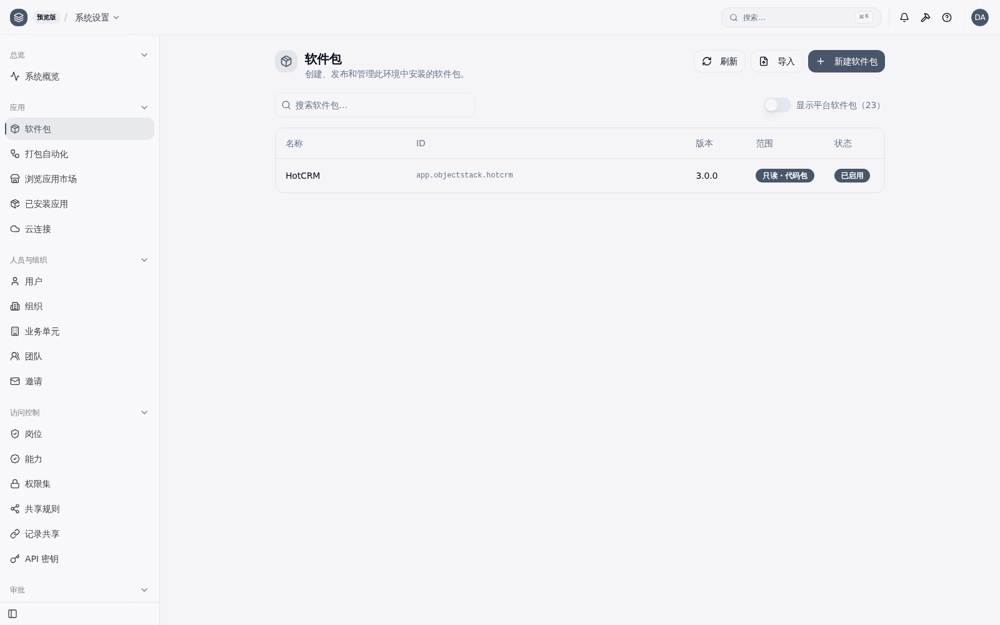 预览版 / 系统设置
搜索... ⌘K
DA
总览
系统概览
应用
软件包
打包自动化
浏览应用市场
已安装应用
云连接
人员与组织
用户
组织
业务单元
团队
邀请
访问控制
岗位
能力
权限集
共享规则
记录共享
API 密钥
审批
软件包
创建、发布和管理此环境中安装的软件包。
刷新
导入
新建软件包
搜索软件包...
显示平台软件包（23）
名称 ID 版本 范围 状态
HotCRM app.objectstack.hotcrm 3.0.0 只读 · 代码包 已启用